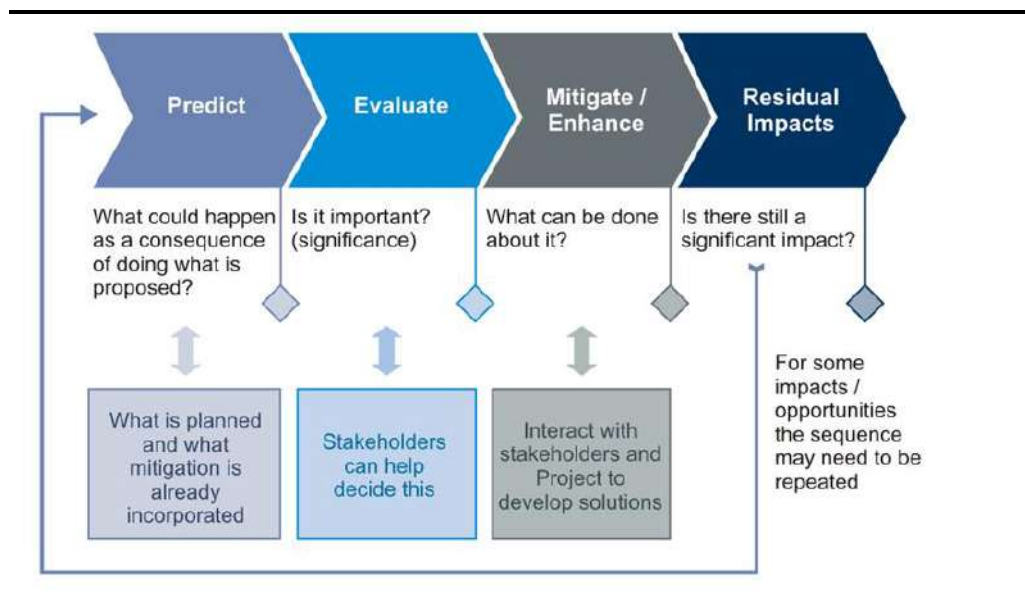 Predict
Evaluate
Mitigate /
Enhance
Residual
Impacts
What could happen
as a consequence
of doing what is
proposed?
Is it important?
(significance)
What can be done
about it?
Is there still a
significant impact?
What is planned
and what
mitigation is
already
incorporated
Stakeholders
can help
decide this
Interact with
stakeholders and
Project to
develop solutions
For some
impacts /
opportunities
the sequence
may need to be
repeated